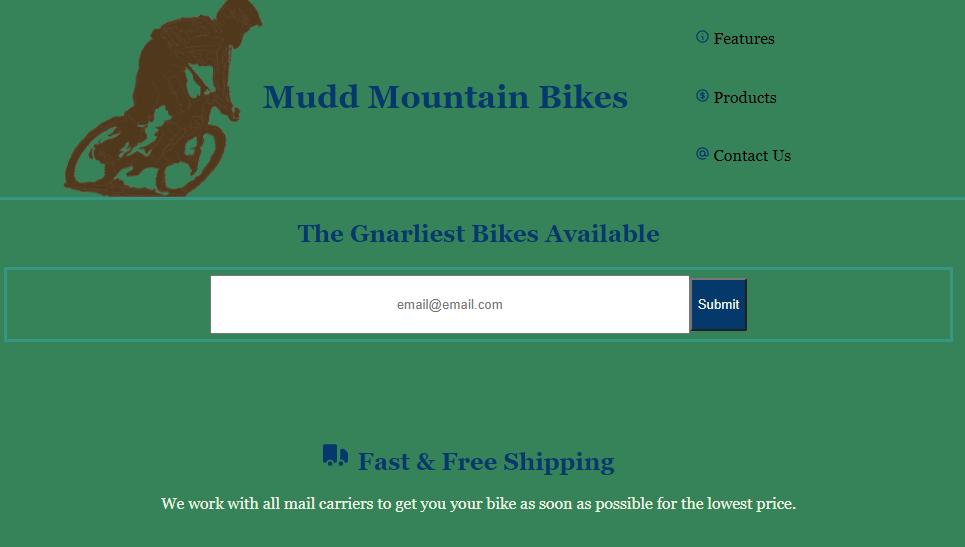 Mudd Mountain Bikes
Features
Products
Contact Us
The Gnarliest Bikes Available
email@email.com
Submit
Fast & Free Shipping
We work with all mail carriers to get you your bike as soon as possible for the lowest price.